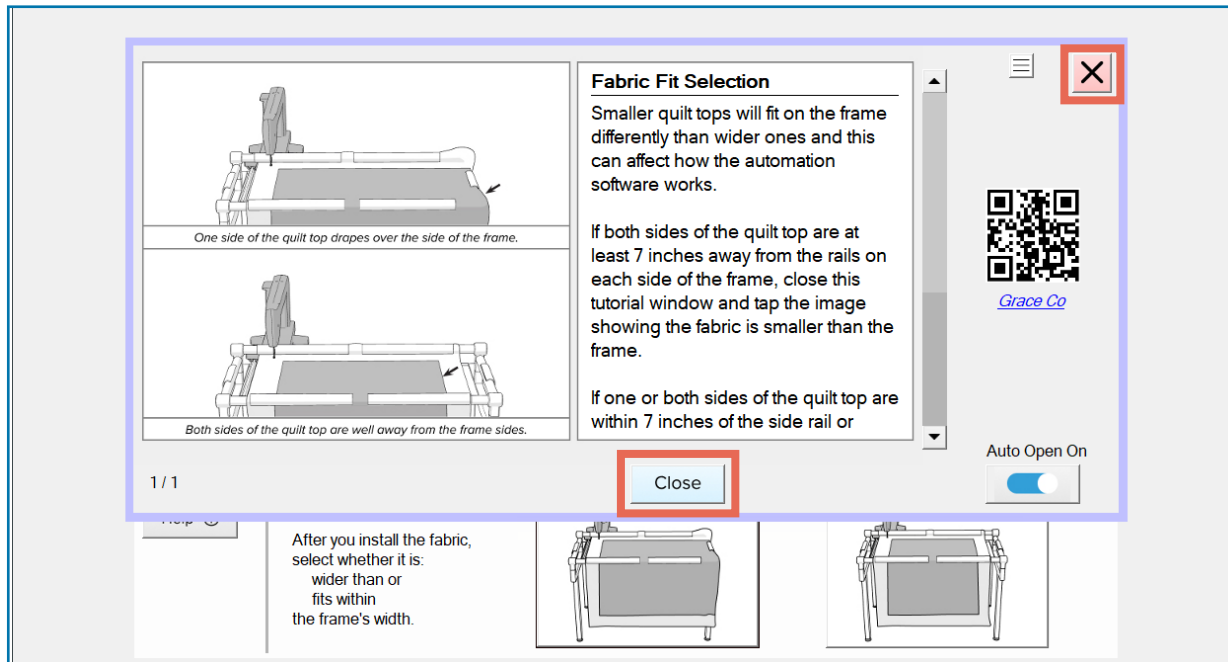 One side of the quilt top drapes over the side of the frame.
Both sides of the quilt top are well away from the frame sides.
Fabric Fit Selection
Smaller quilt tops will fit on the frame
differently than wider ones and this
can affect how the automation
software works.
If both sides of the quilt top are at
least 7 inches away from the rails on
each side of the frame, close this
tutorial window and tap the image
showing the fabric is smaller than the
frame.
If one or both sides of the quilt top are
within 7 inches of the side rail or
Grace Co
Auto Open On
1 / 1
Close
Help
After you install the fabric,
select whether it is:
wider than or
fits within
the frame's width.